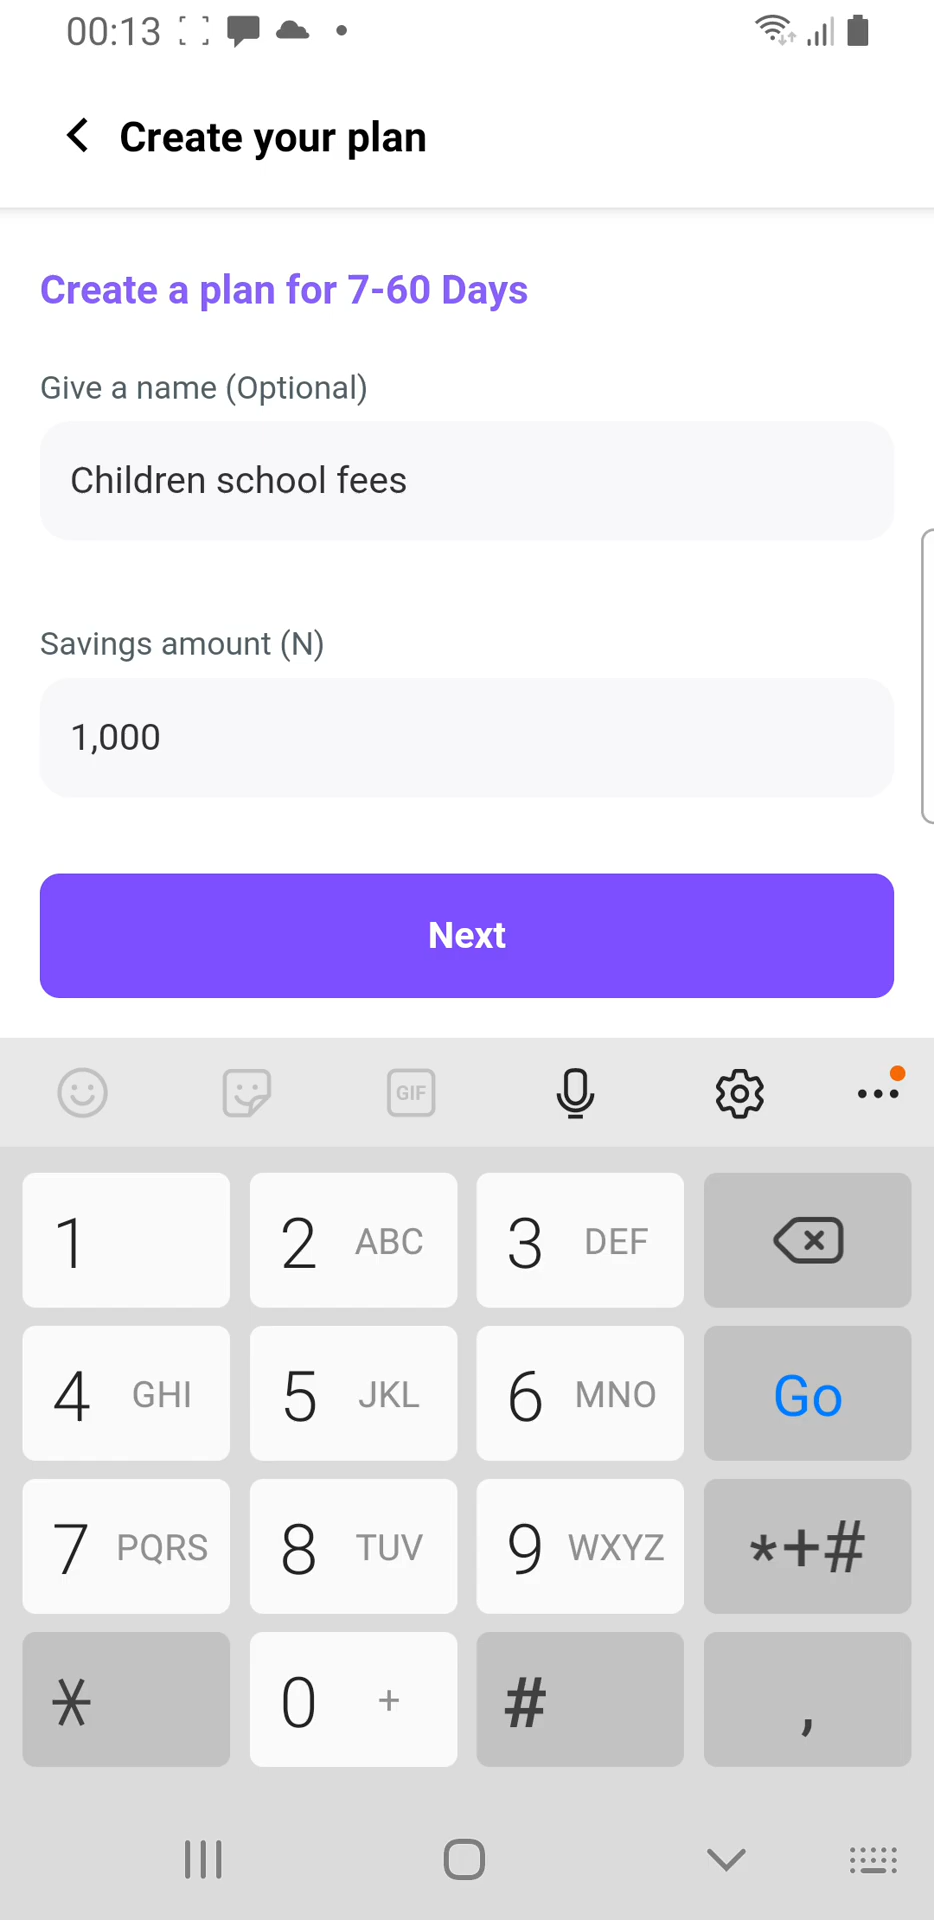 00:13
Create your plan
Create a plan for 7-60 Days
Give a name (Optional)
Children school fees
Savings amount (N)
1,000
Next
GIF
1 2 ABC 3 DEF
4 GHI 5 JKL 6 MNO Go
7 PQRS 8 TUV 9 WXYZ *+#
* 0 + # ,